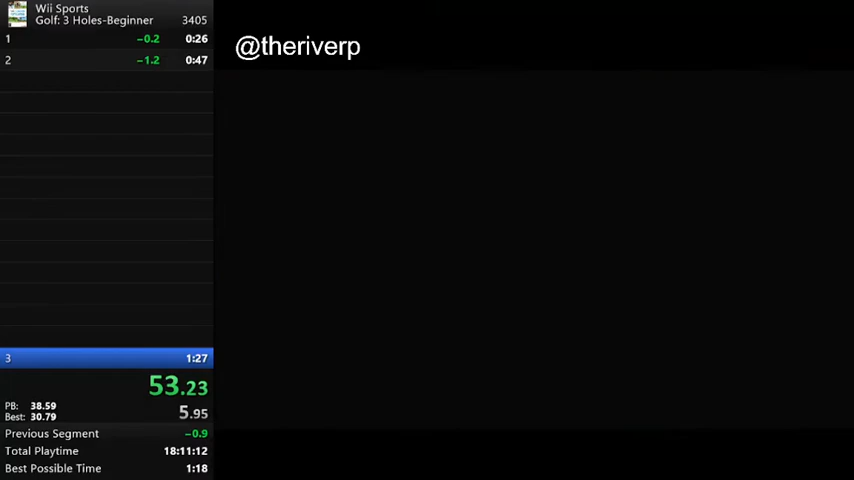 Wii Sports
Golf: 3 Holes-Beginner 3405
1 -0.2 0:26
2 -1.2 0:47
3 1:27
53.23
PB: 38.59
Best: 30.79
5.95
Previous Segment -0.9
Total Playtime 18:11:12
Best Possible Time 1:18
@theriverp